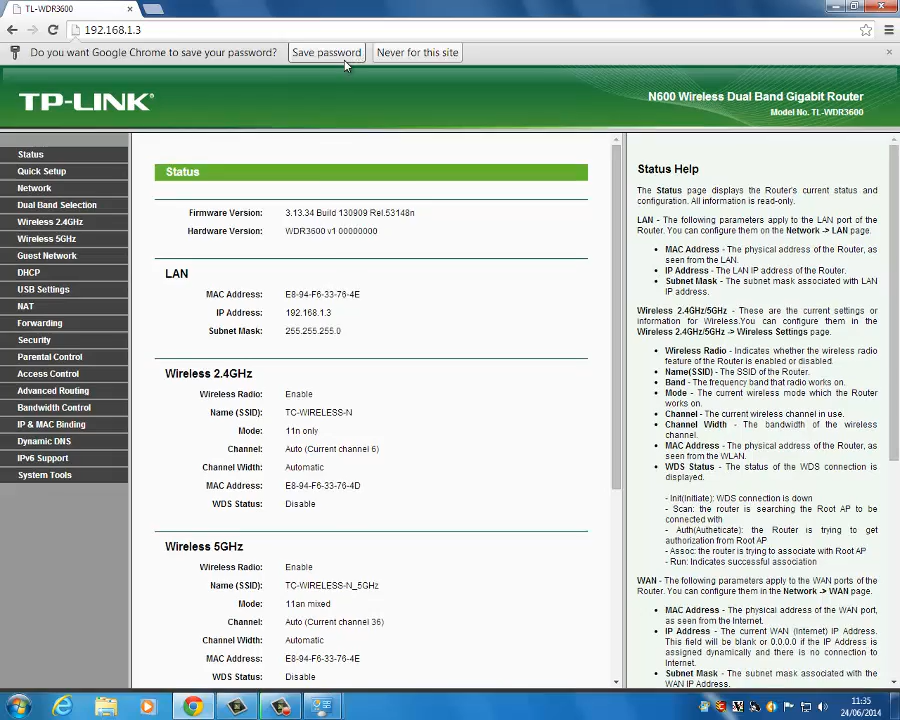 TL-WDR3600
192.168.1.3
Do you want Google Chrome to save your password? Save password Never for this site
TP-LINK
N600 Wireless Dual Band Gigabit Router
Model No. TL-WDR3600
Status
Quick Setup
Network
Dual Band Selection
Wireless 2.4GHz
Wireless 5GHz
Guest Network
DHCP
USB Settings
NAT
Forwarding
Security
Parental Control
Access Control
Advanced Routing
Bandwidth Control
IP & MAC Binding
Dynamic DNS
IPv6 Support
System Tools
Status
Firmware Version: 3.13.34 Build 130909 Rel.53148n
Hardware Version: WDR3600 v1 00000000
LAN
MAC Address: E8-94-F6-33-76-4E
IP Address: 192.168.1.3
Subnet Mask: 255.255.255.0
Wireless 2.4GHz
Wireless Radio: Enable
Name (SSID): TC-WIRELESS-N
Mode: 11n only
Channel: Auto (Current channel 6)
Channel Width: Automatic
MAC Address: E8-94-F6-33-76-4D
WDS Status: Disable
Wireless 5GHz
Wireless Radio: Enable
Name (SSID): TC-WIRELESS-N_5GHz
Mode: 11an mixed
Channel: Auto (Current channel 36)
Channel Width: Automatic
MAC Address: E8-94-F6-33-76-4E
WDS Status: Disable
Status Help
The Status page displays the Router's current status and
configuration. All information is read-only.
LAN - The following parameters apply to the LAN port of the
Router. You can configure them on the Network -> LAN page.
MAC Address - The physical address of the Router, as
seen from the LAN.
IP Address - The LAN IP address of the Router.
Subnet Mask - The subnet mask associated with LAN
IP address.
Wireless 2.4GHz/5GHz - These are the current settings or
information for Wireless.You can configure them in the
Wireless 2.4GHz/5GHz -> Wireless Settings page.
Wireless Radio - Indicates whether the wireless radio
feature of the Router is enabled or disabled.
Name(SSID) - The SSID of the Router.
Band - The frequency band that radio works on.
Mode - The current wireless mode which the Router
works on.
Channel - The current wireless channel in use.
Channel Width - The bandwidth of the wireless
channel.
MAC Address - The physical address of the Router, as
seen from the WLAN.
WDS Status - The status of the WDS connection is
displayed.
- Init(Initiate): WDS connection is down
- Scan: the router is searching the Root AP to be
connected with
- Auth(Autheticate): the Router is trying to get
authorization from Root AP
- Assoc: the router is trying to associate with Root AP
- Run: Indicates successful association
WAN - The following parameters apply to the WAN ports of the
Router. You can configure them in the Network -> WAN page.
MAC Address - The physical address of the WAN port,
as seen from the Internet.
IP Address - The current WAN (Internet) IP Address.
This field will be blank or 0.0.0.0 if the IP Address is
assigned dynamically and there is no connection to
Internet.
Subnet Mask - The subnet mask associated with the
WAN IP Address.
11:35
24/06/2014